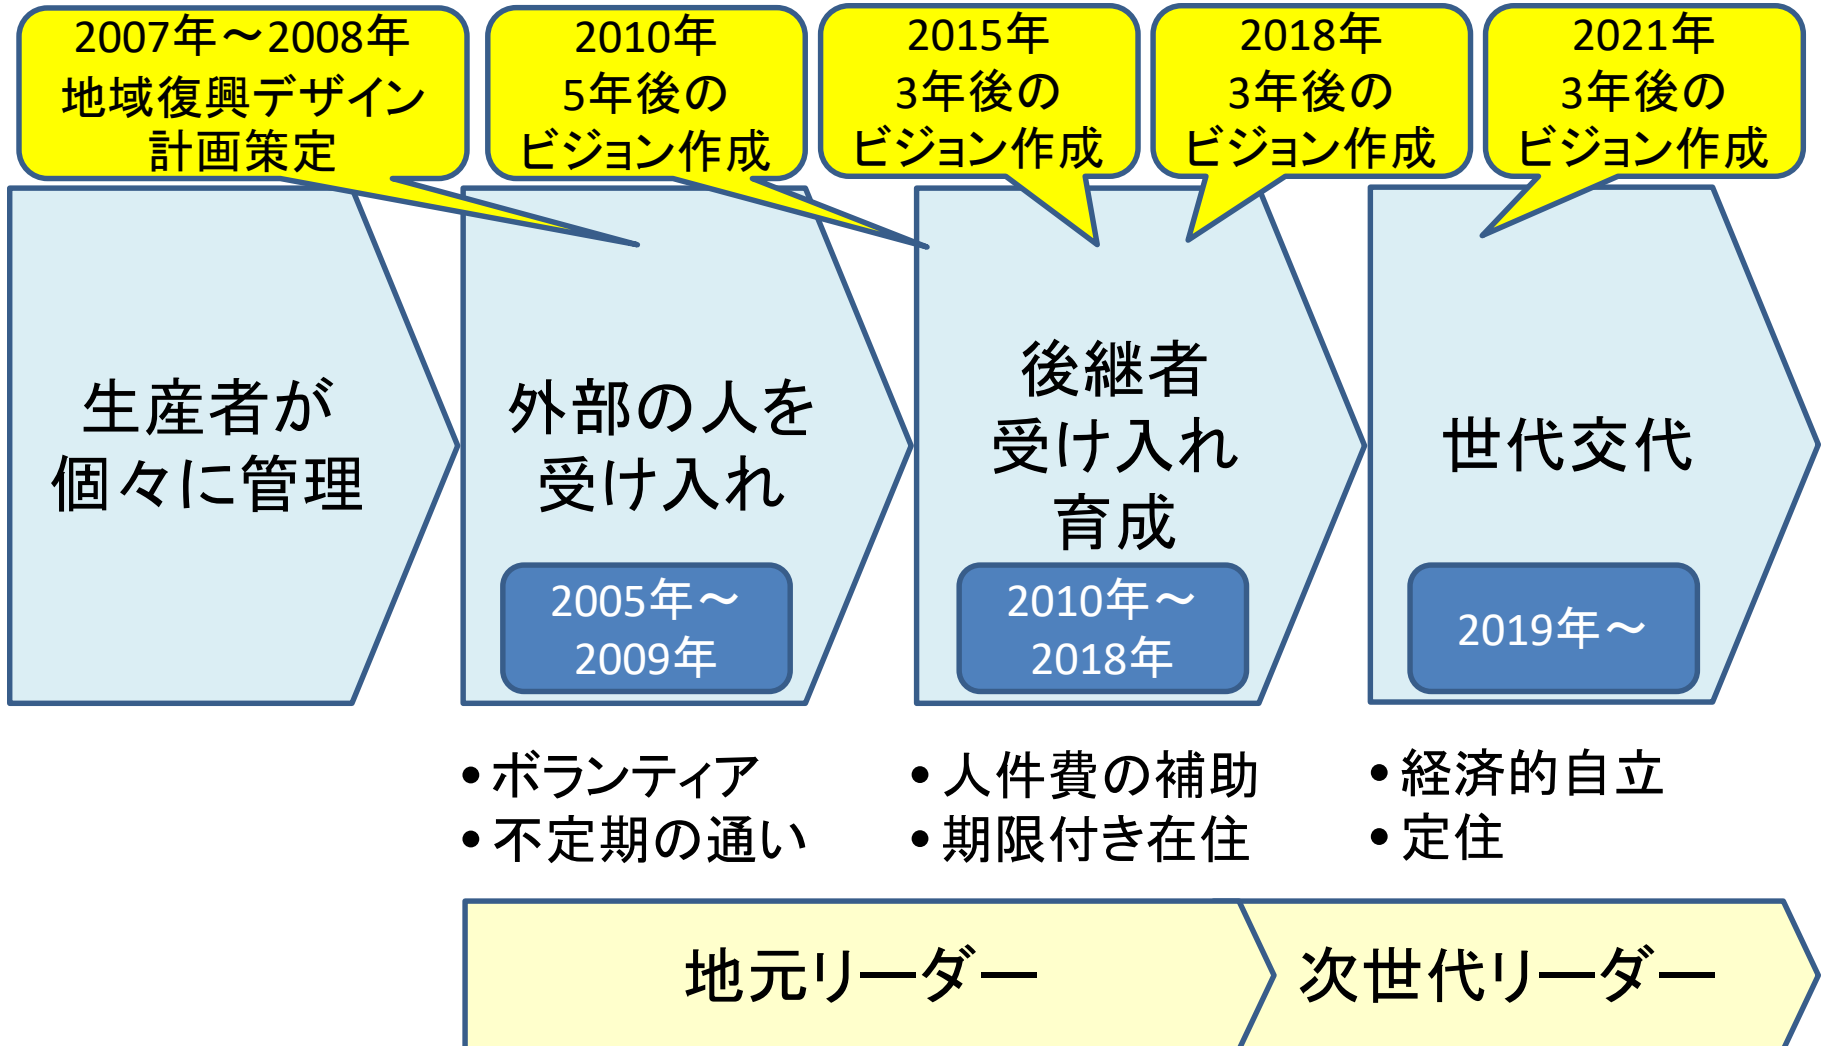 2007年～2008年
地域復興デザイン
計画策定
2010年
5年後の
ビジョン作成
2015年
3年後の
ビジョン作成
2018年
3年後の
ビジョン作成
2021年
3年後の
ビジョン作成
生産者が
個々に管理
外部の人を
受け入れ
2005年～
2009年
後継者
受け入れ
育成
2010年～
2018年
世代交代
2019年～
•ボランティア
•不定期の通い
•人件費の補助
•期限付き在住
•経済的自立
•定住
地元リーダー
次世代リーダー